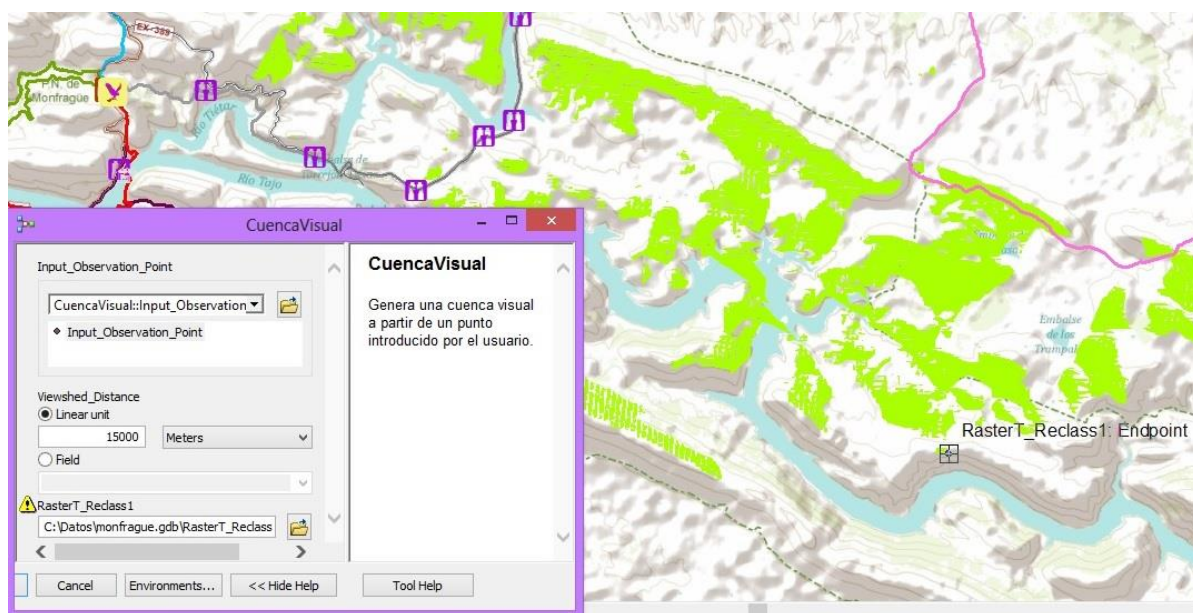 EX-389
P.N. de
Monfragüe
Río Tiétar
Río Tajo
Embalse
de los
RasterT_Reclass1: Endpoint
CuencaVisual
Input_Observation_Point
CuencaVisual::Input_Observation
Input_Observation_Point
Viewshed_Distance
Linear unit
15000
Meters
Field
RasterT_Reclass1
C:\Datos\monfrague.gdb\RasterT_Reclass
CuencaVisual
Genera una cuenca visual
a partir de un punto
introducido por el usuario.
Cancel
Environments...
<< Hide Help
Tool Help